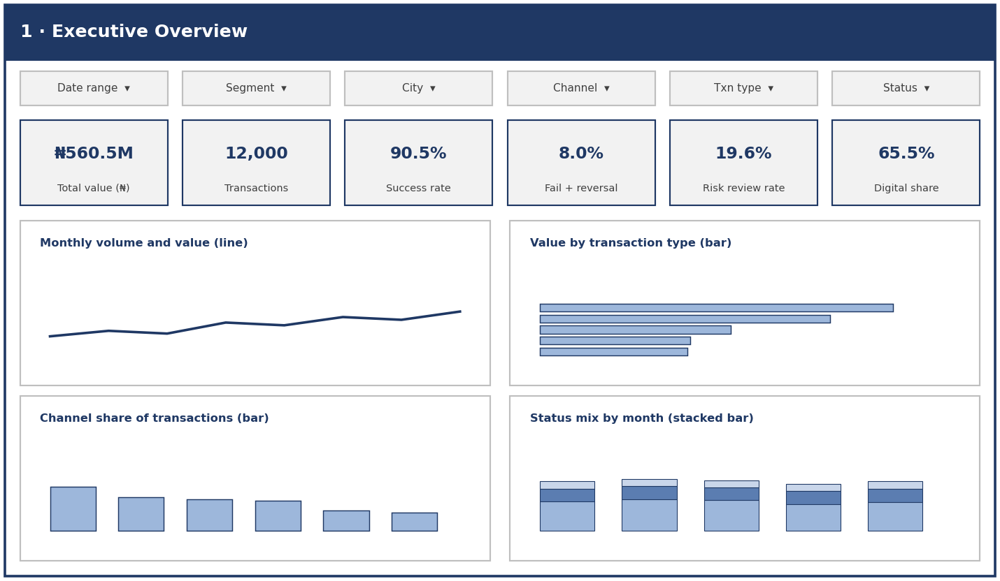 1 · Executive Overview
Date range ▾
Segment ▾
City ▾
Channel ▾
Txn type ▾
Status ▾
₦560.5M
Total value (₦)
12,000
Transactions
90.5%
Success rate
8.0%
Fail + reversal
19.6%
Risk review rate
65.5%
Digital share
Monthly volume and value (line)
Value by transaction type (bar)
Channel share of transactions (bar)
Status mix by month (stacked bar)